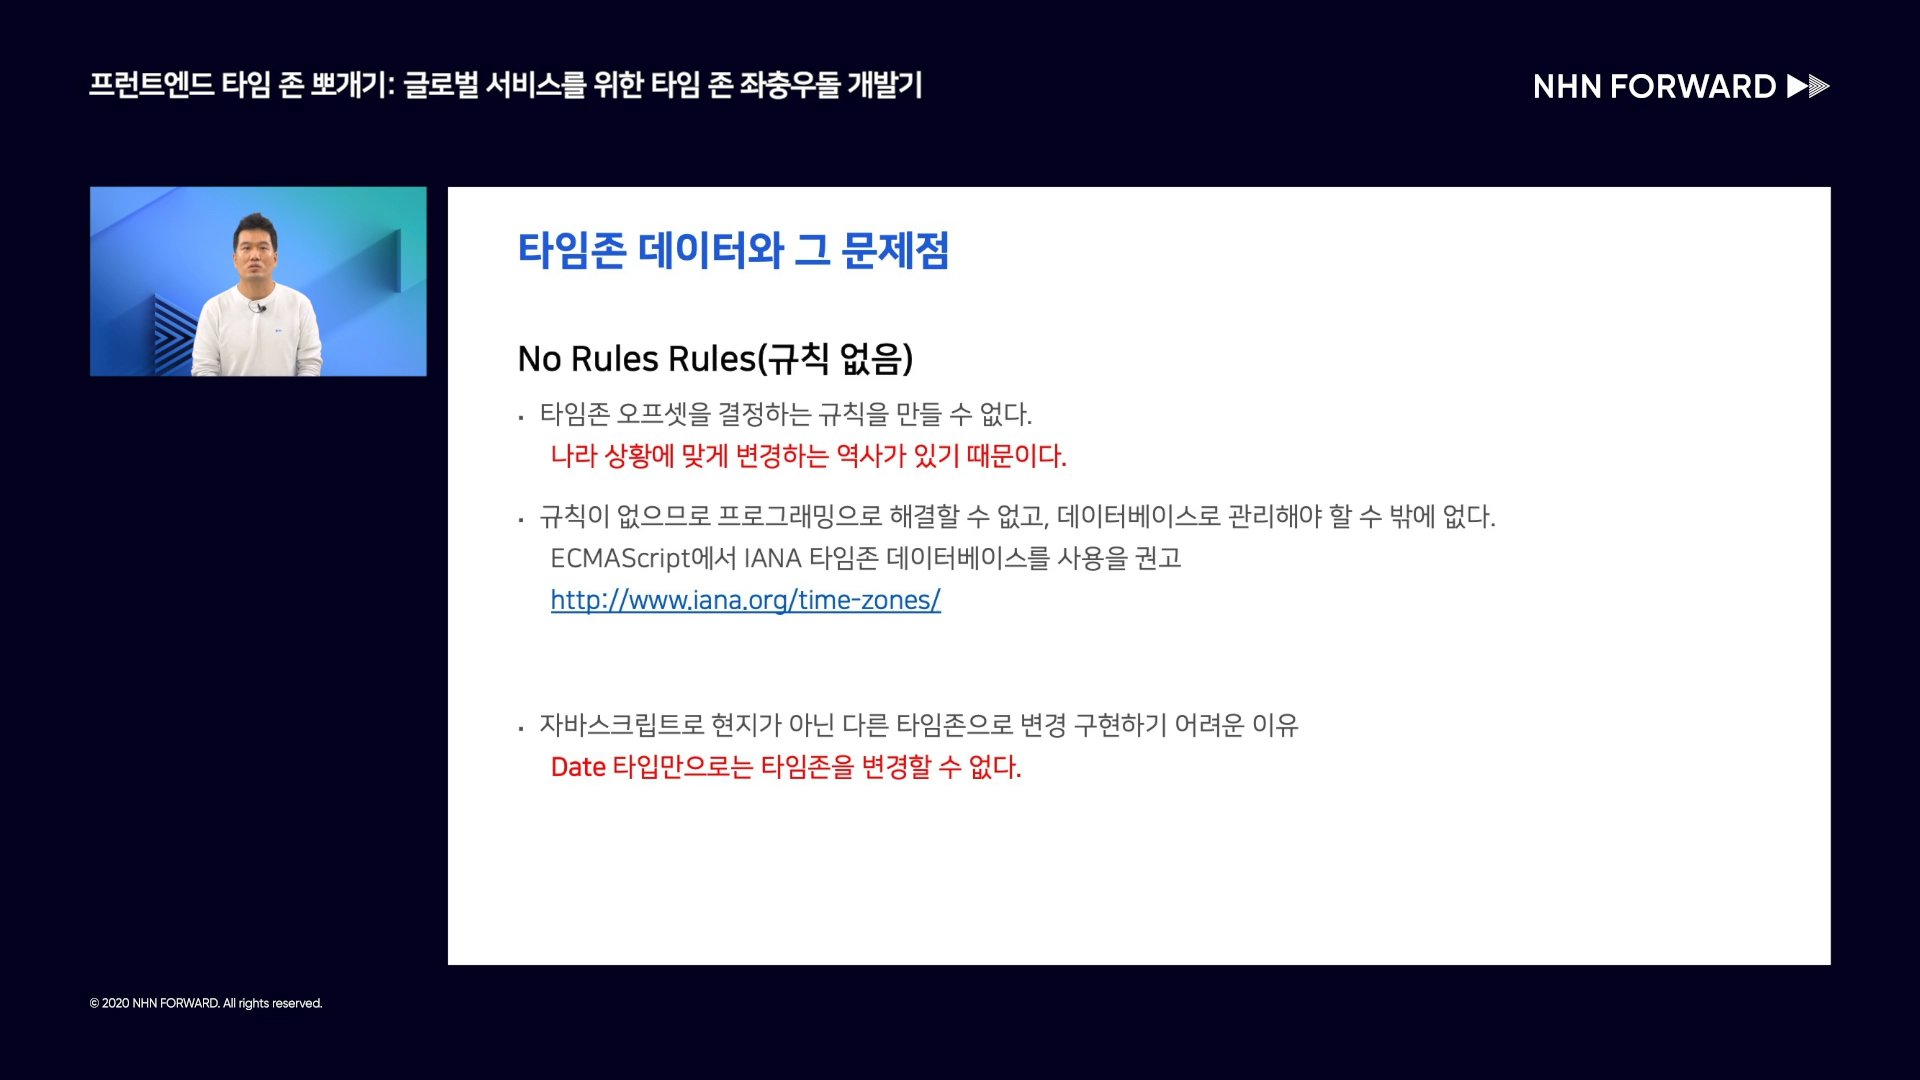 프런트엔드 타임 존 뽀개기: 글로벌 서비스를 위한 타임 존 좌충우돌 개발기
NHN FORWARD
타임존 데이터와 그 문제점
No Rules Rules(규칙 없음)
· 타임존 오프셋을 결정하는 규칙을 만들 수 없다.
나라 상황에 맞게 변경하는 역사가 있기 때문이다.
· 규칙이 없으므로 프로그래밍으로 해결할 수 없고, 데이터베이스로 관리해야 할 수 밖에 없다.
ECMAScript에서 IANA 타임존 데이터베이스를 사용을 권고
http://www.iana.org/time-zones/
· 자바스크립트로 현지가 아닌 다른 타임존으로 변경 구현하기 어려운 이유
Date 타입만으로는 타임존을 변경할 수 없다.
© 2020 NHN FORWARD. All rights reserved.